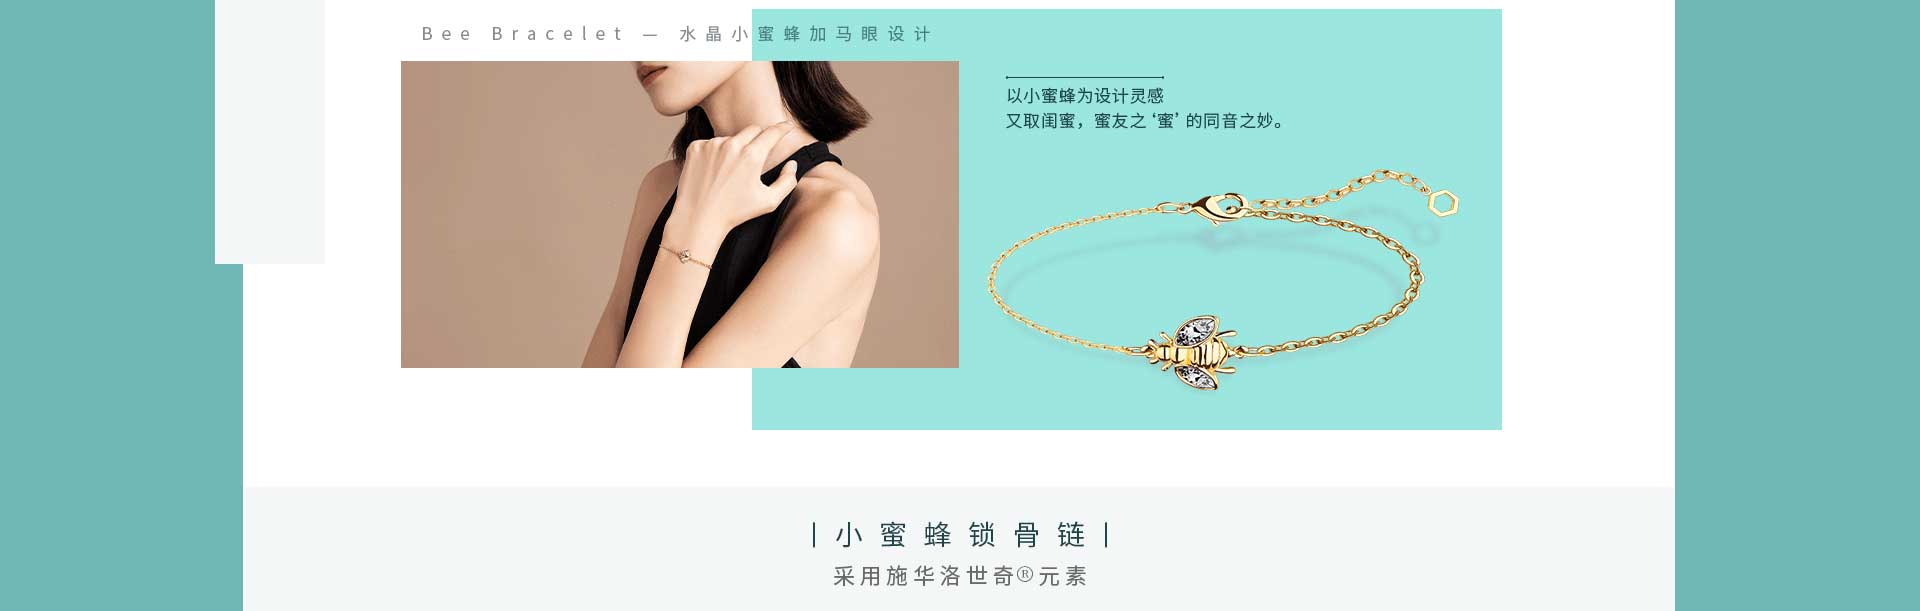 Bee Bracelet — 水晶小蜜蜂加马眼设计
以小蜜蜂为设计灵感
又取闺蜜，蜜友之‘蜜’的同音之妙。
|小蜜蜂锁骨链|
采用施华洛世奇®元素